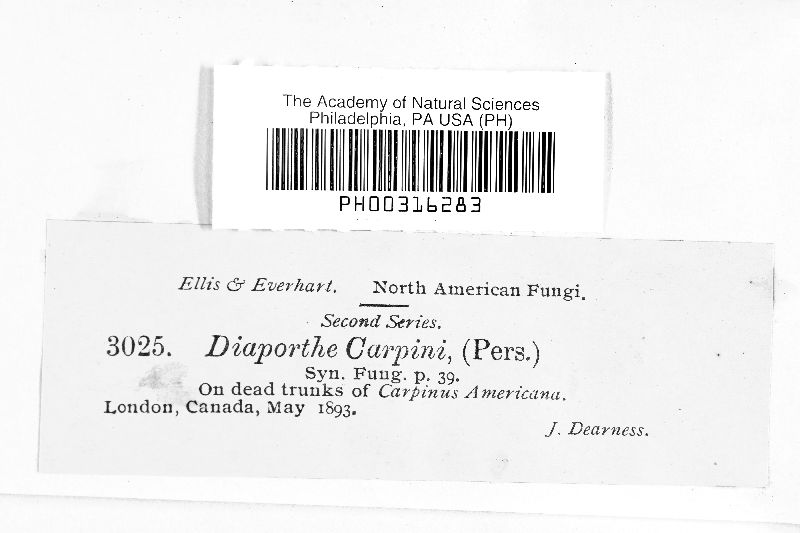 The Academy of Natural Sciences
Philadelphia, PA USA (PH)
PH00316283
Ellis & Everhart. North American Fungi.
Second Series.
3025. Diaporthe Carpini, (Pers.)
Syn. Fung. p. 39.
On dead trunks of Carpinus Americana.
London, Canada, May 1893.
J. Dearness.